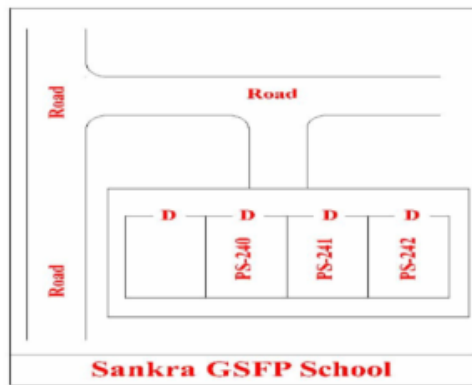 Road
Road
D D D D
PS-240 PS-241 PS-242
Road
Sankra GSFP School